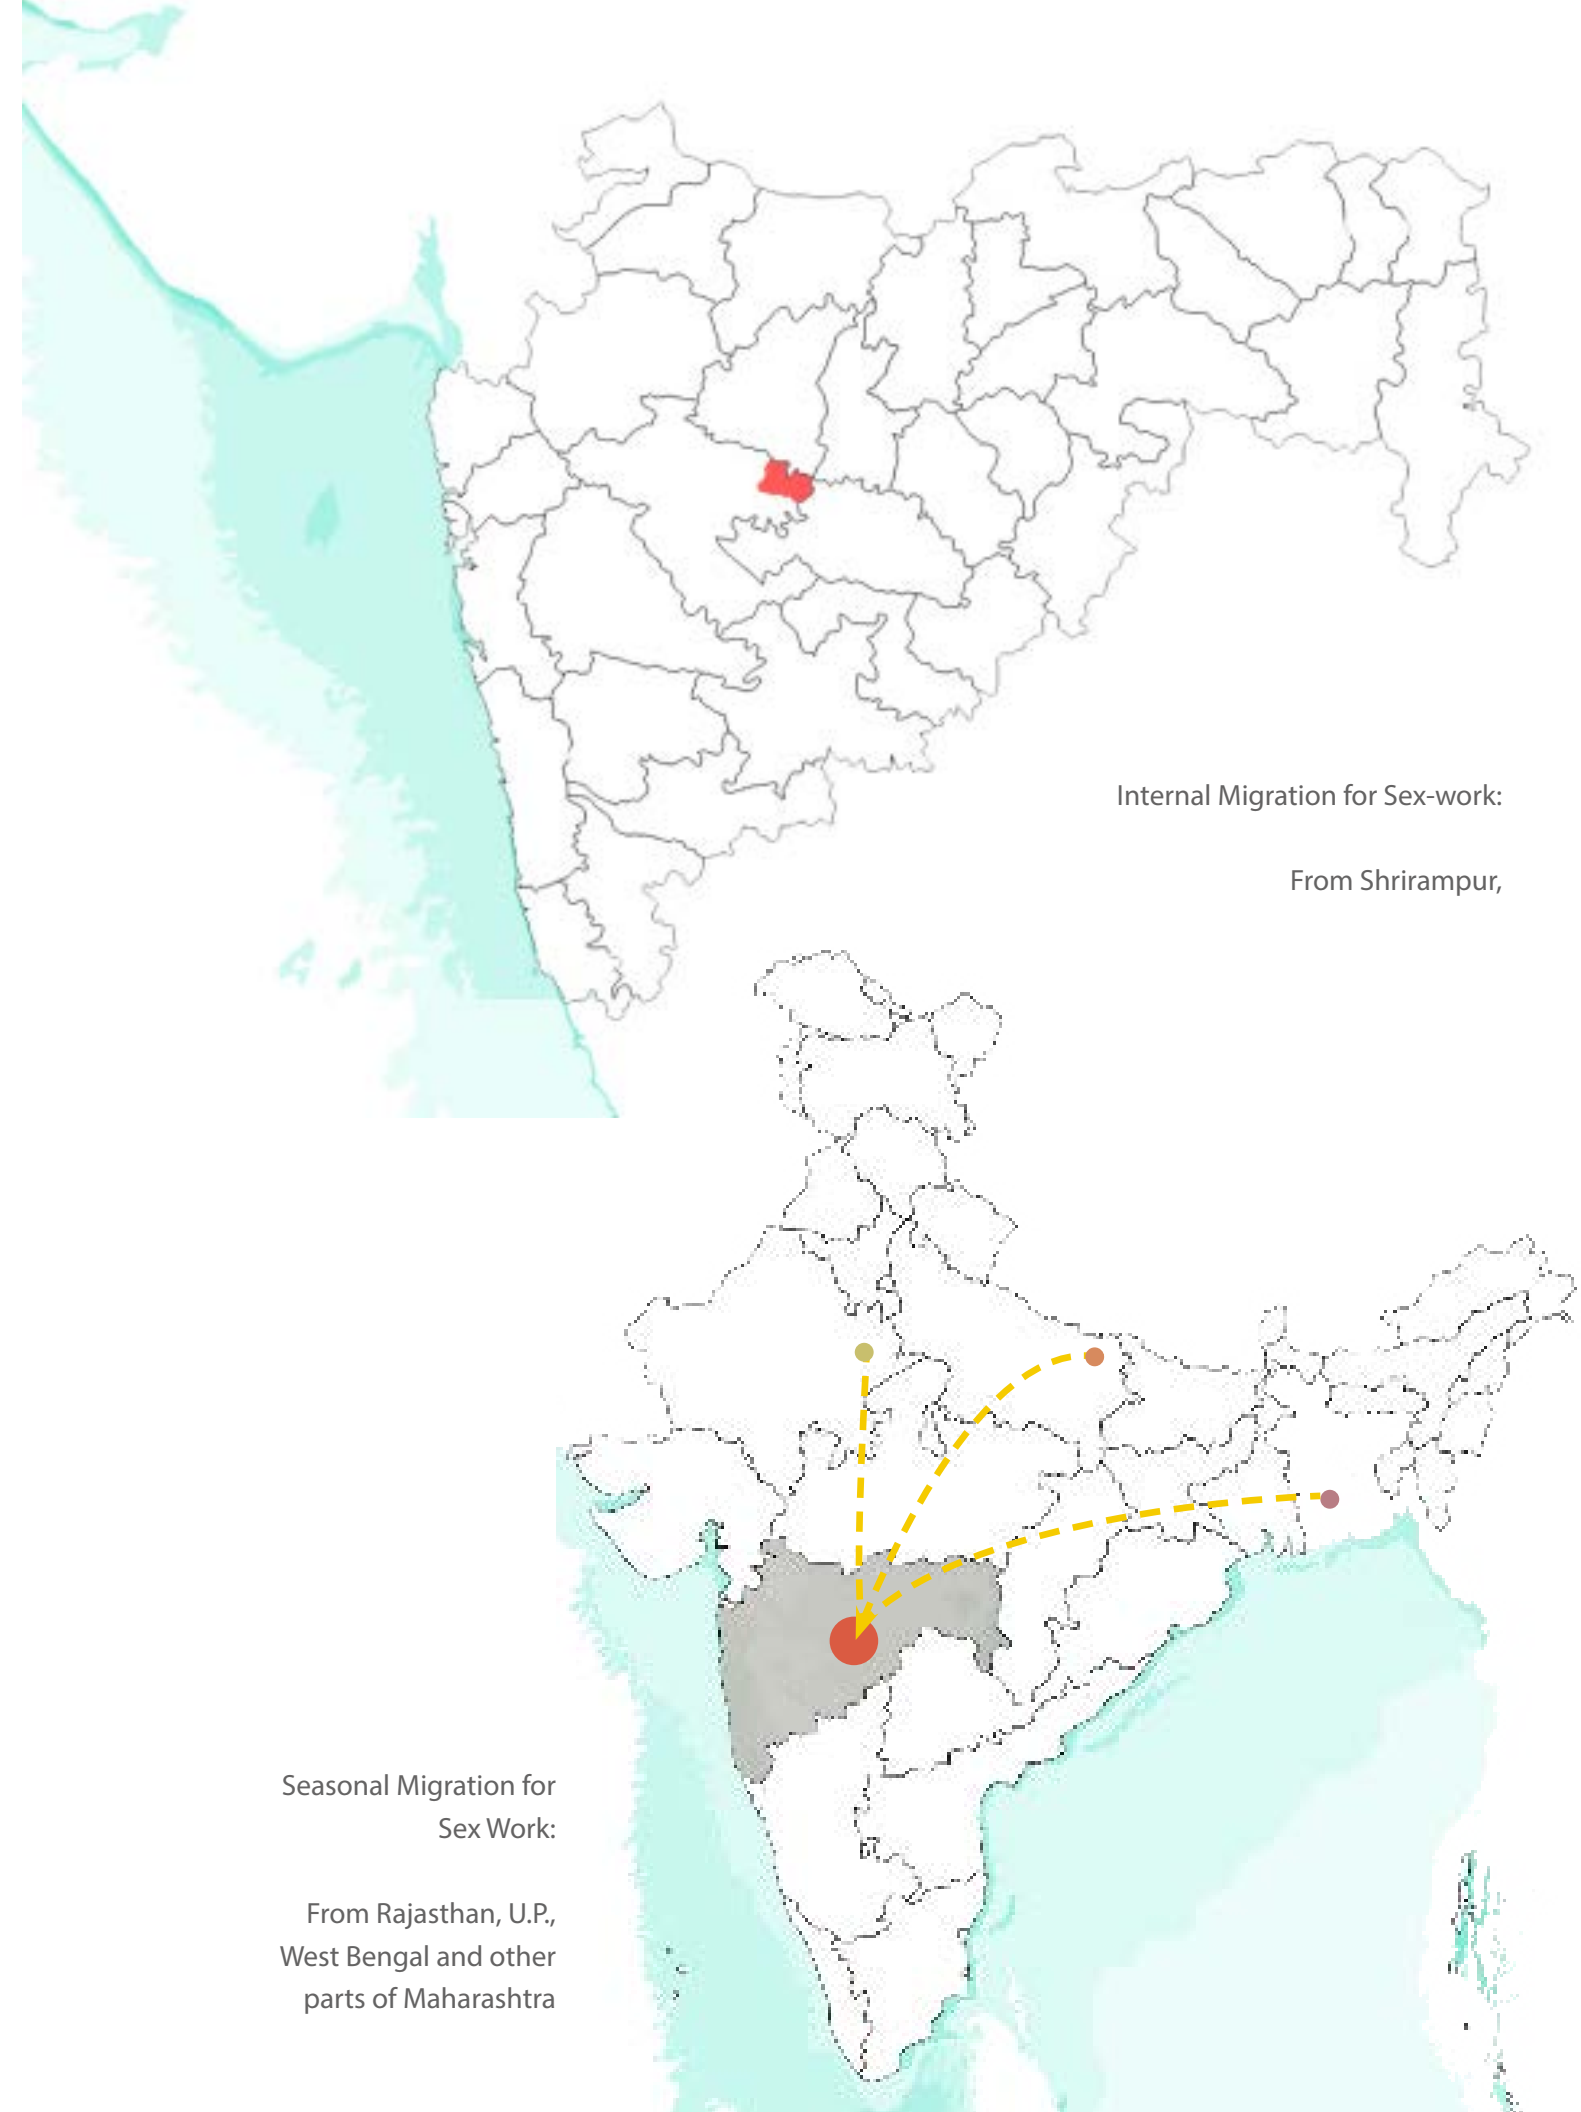 Internal Migration for Sex-work:
From Shrirampur,
Seasonal Migration for
Sex Work:
From Rajasthan, U.P.,
West Bengal and other
parts of Maharashtra